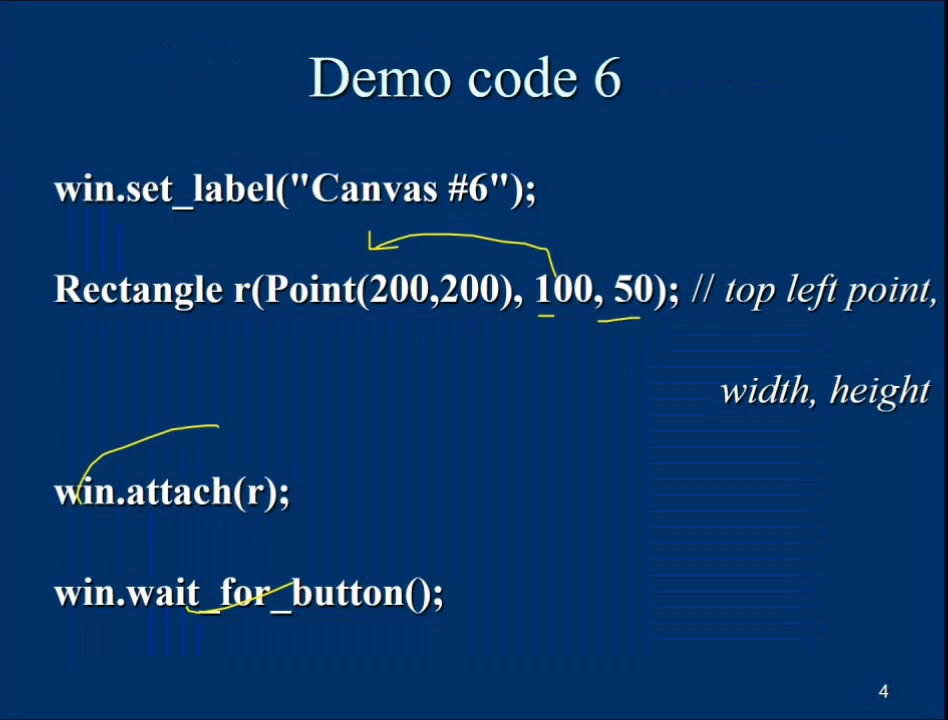 Demo code 6
win.set_label("Canvas #6");
Rectangle r(Point(200,200), 100, 50); // top left point,
width, height
win.attach(r);
win.wait_for_button();
4